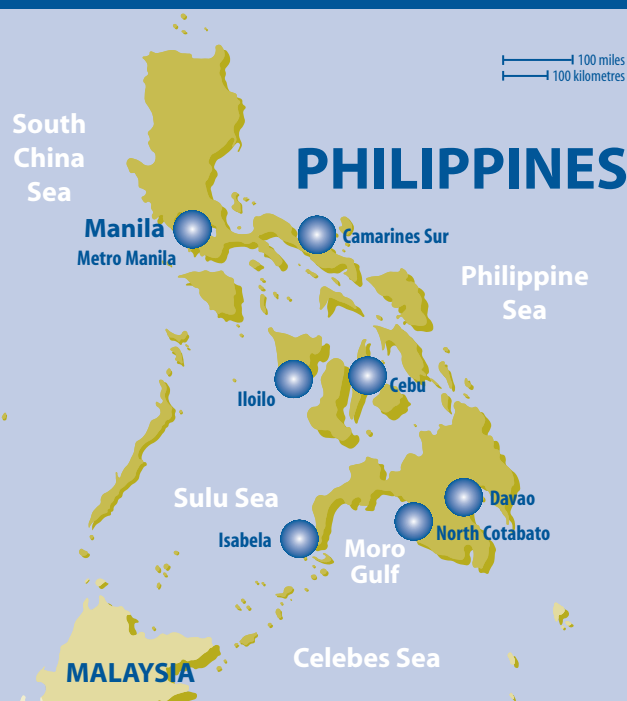 100 miles
100 kilometres
South
China
Sea
PHILIPPINES
Manila
Metro Manila
Camarines Sur
Philippine
Sea
Iloilo
Cebu
Sulu Sea
Davao
Isabela
North Cotabato
Moro
Gulf
Celebes Sea
MALAYSIA